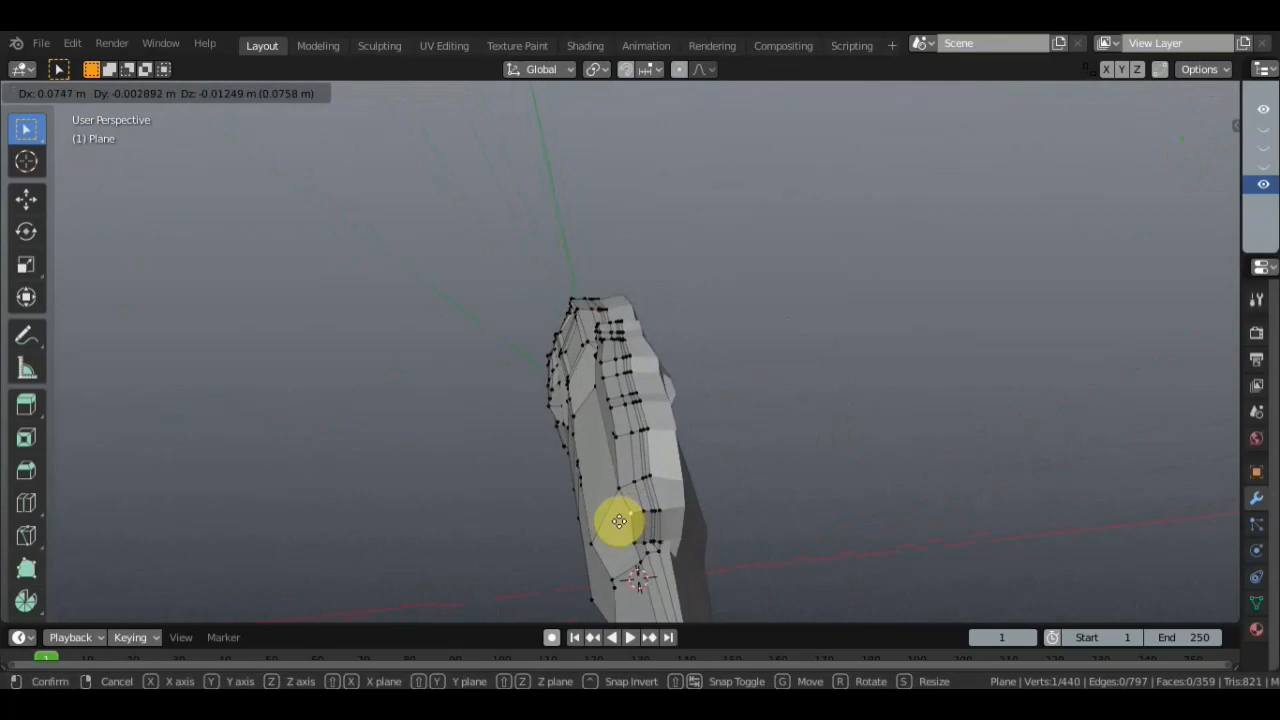 File Edit Render Window Help Layout Modeling Sculpting UV Editing Texture Paint Shading Animation Rendering Compositing Scripting + Scene View Layer
Global X Y Z Options
Dx: 0.0747 m Dy: -0.002892 m Dz: -0.01249 m (0.0758 m)
User Perspective
(1) Plane
Playback Keying View Marker 1 Start 1 End 250
1
Confirm Cancel X X axis Y Y axis Z Z axis X X plane Y Y plane Z Z plane Snap Invert Snap Toggle G Move R Rotate S Resize Plane | Verts:1/440 | Edges:0/797 | Faces:0/359 | Tris:821 | M